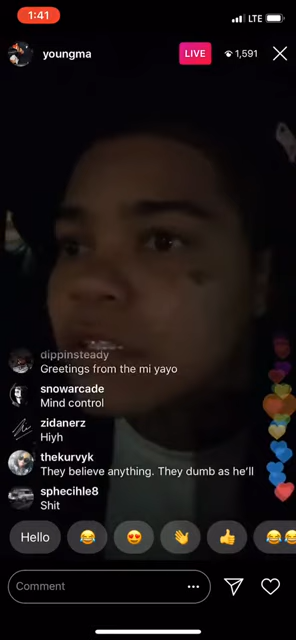 1:41
LTE
youngma
LIVE
1,591
dippinsteady
Greetings from the mi yayo
snowarcade
Mind control
zidanerz
Hiyh
thekurvyk
They believe anything. They dumb as he'll
sphecihle8
Shit
Hello
Comment